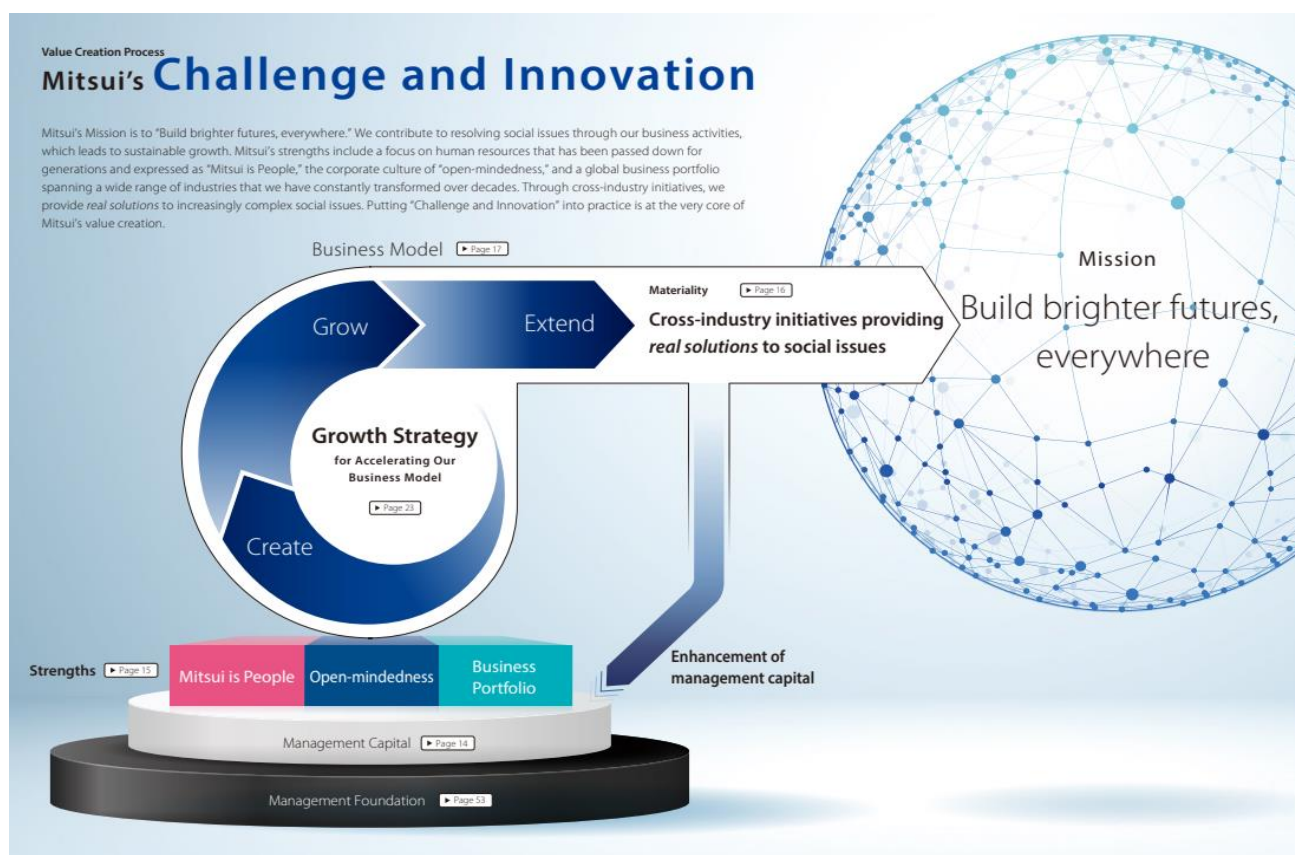 Value Creation Process
Mitsui's Challenge and Innovation
Mitsui's Mission is to "Build brighter futures, everywhere." We contribute to resolving social issues through our business activities,
which leads to sustainable growth. Mitsui's strengths include a focus on human resources that has been passed down for
generations and expressed as "Mitsui is People," the corporate culture of "open-mindedness," and a global business portfolio
spanning a wide range of industries that we have constantly transformed over decades. Through cross-industry initiatives, we
provide real solutions to increasingly complex social issues. Putting "Challenge and Innovation" into practice is at the very core of
Mitsui's value creation.
Business Model ▶ Page 17
Grow
Extend
Materiality ▶ Page 16
Cross-industry initiatives providing
real solutions to social issues
Mission
Build brighter futures,
everywhere
Growth Strategy
for Accelerating Our
Business Model
▶ Page 23
Create
Strengths ▶ Page 15
Mitsui is People
Open-mindedness
Business
Portfolio
Enhancement of
management capital
Management Capital ▶ Page 14
Management Foundation ▶ Page 53